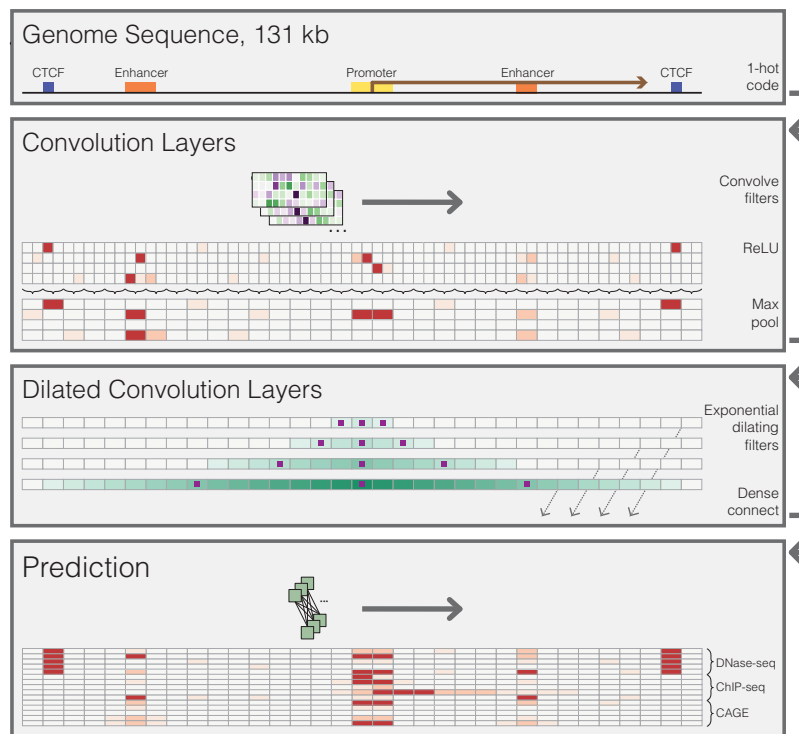 Genome Sequence, 131 kb
CTCF Enhancer Promoter Enhancer CTCF
1-hot
code
Convolution Layers
Convolve
filters
...
ReLU
Max
pool
Dilated Convolution Layers
Exponential
dilating
filters
Dense
connect
Prediction
...
DNase-seq
ChIP-seq
CAGE